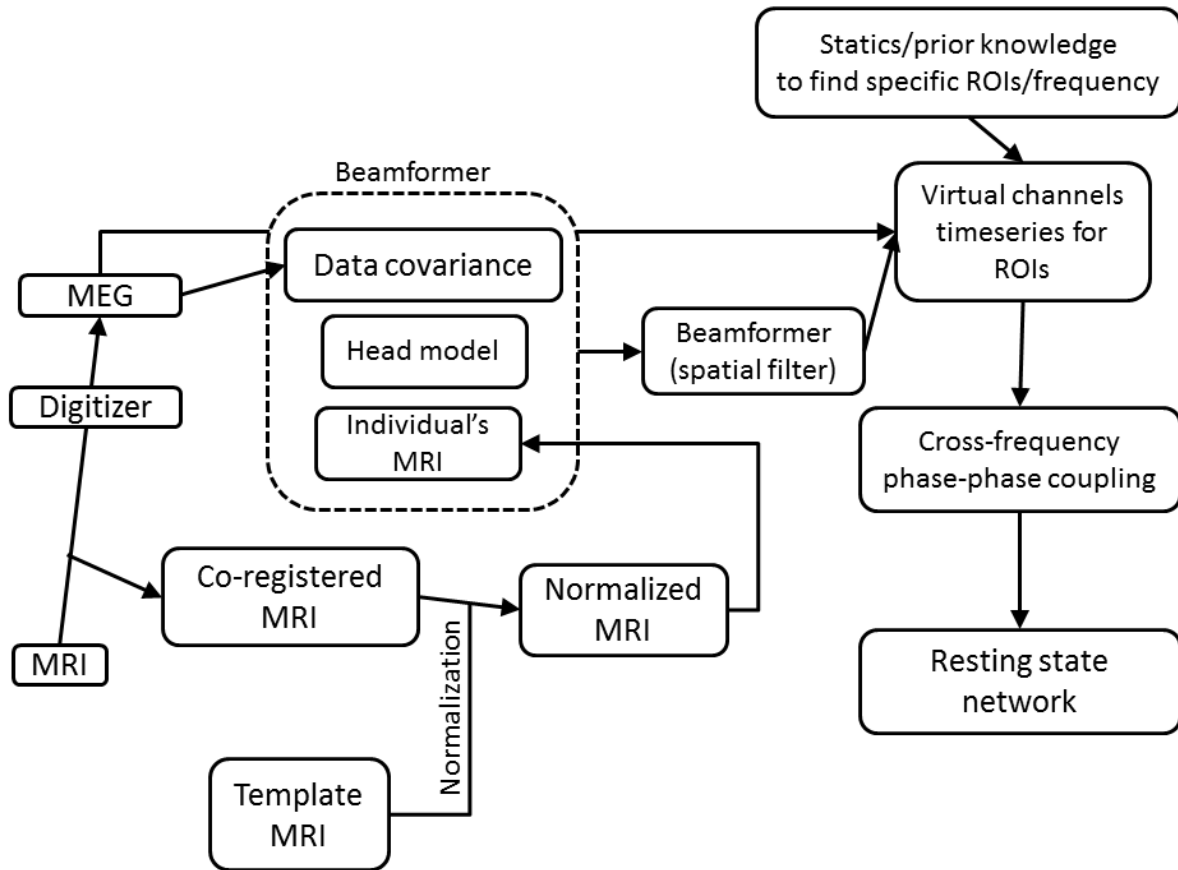 Statics/prior knowledge
to find specific ROIs/frequency
Beamformer
Virtual channels
timeseries for
ROIs
Data covariance
MEG
Head model
Beamformer
(spatial filter)
Digitizer
Individual's
MRI
Cross-frequency
phase-phase coupling
Co-registered
MRI
Normalized
MRI
MRI
Resting state
network
Normalization
Template
MRI